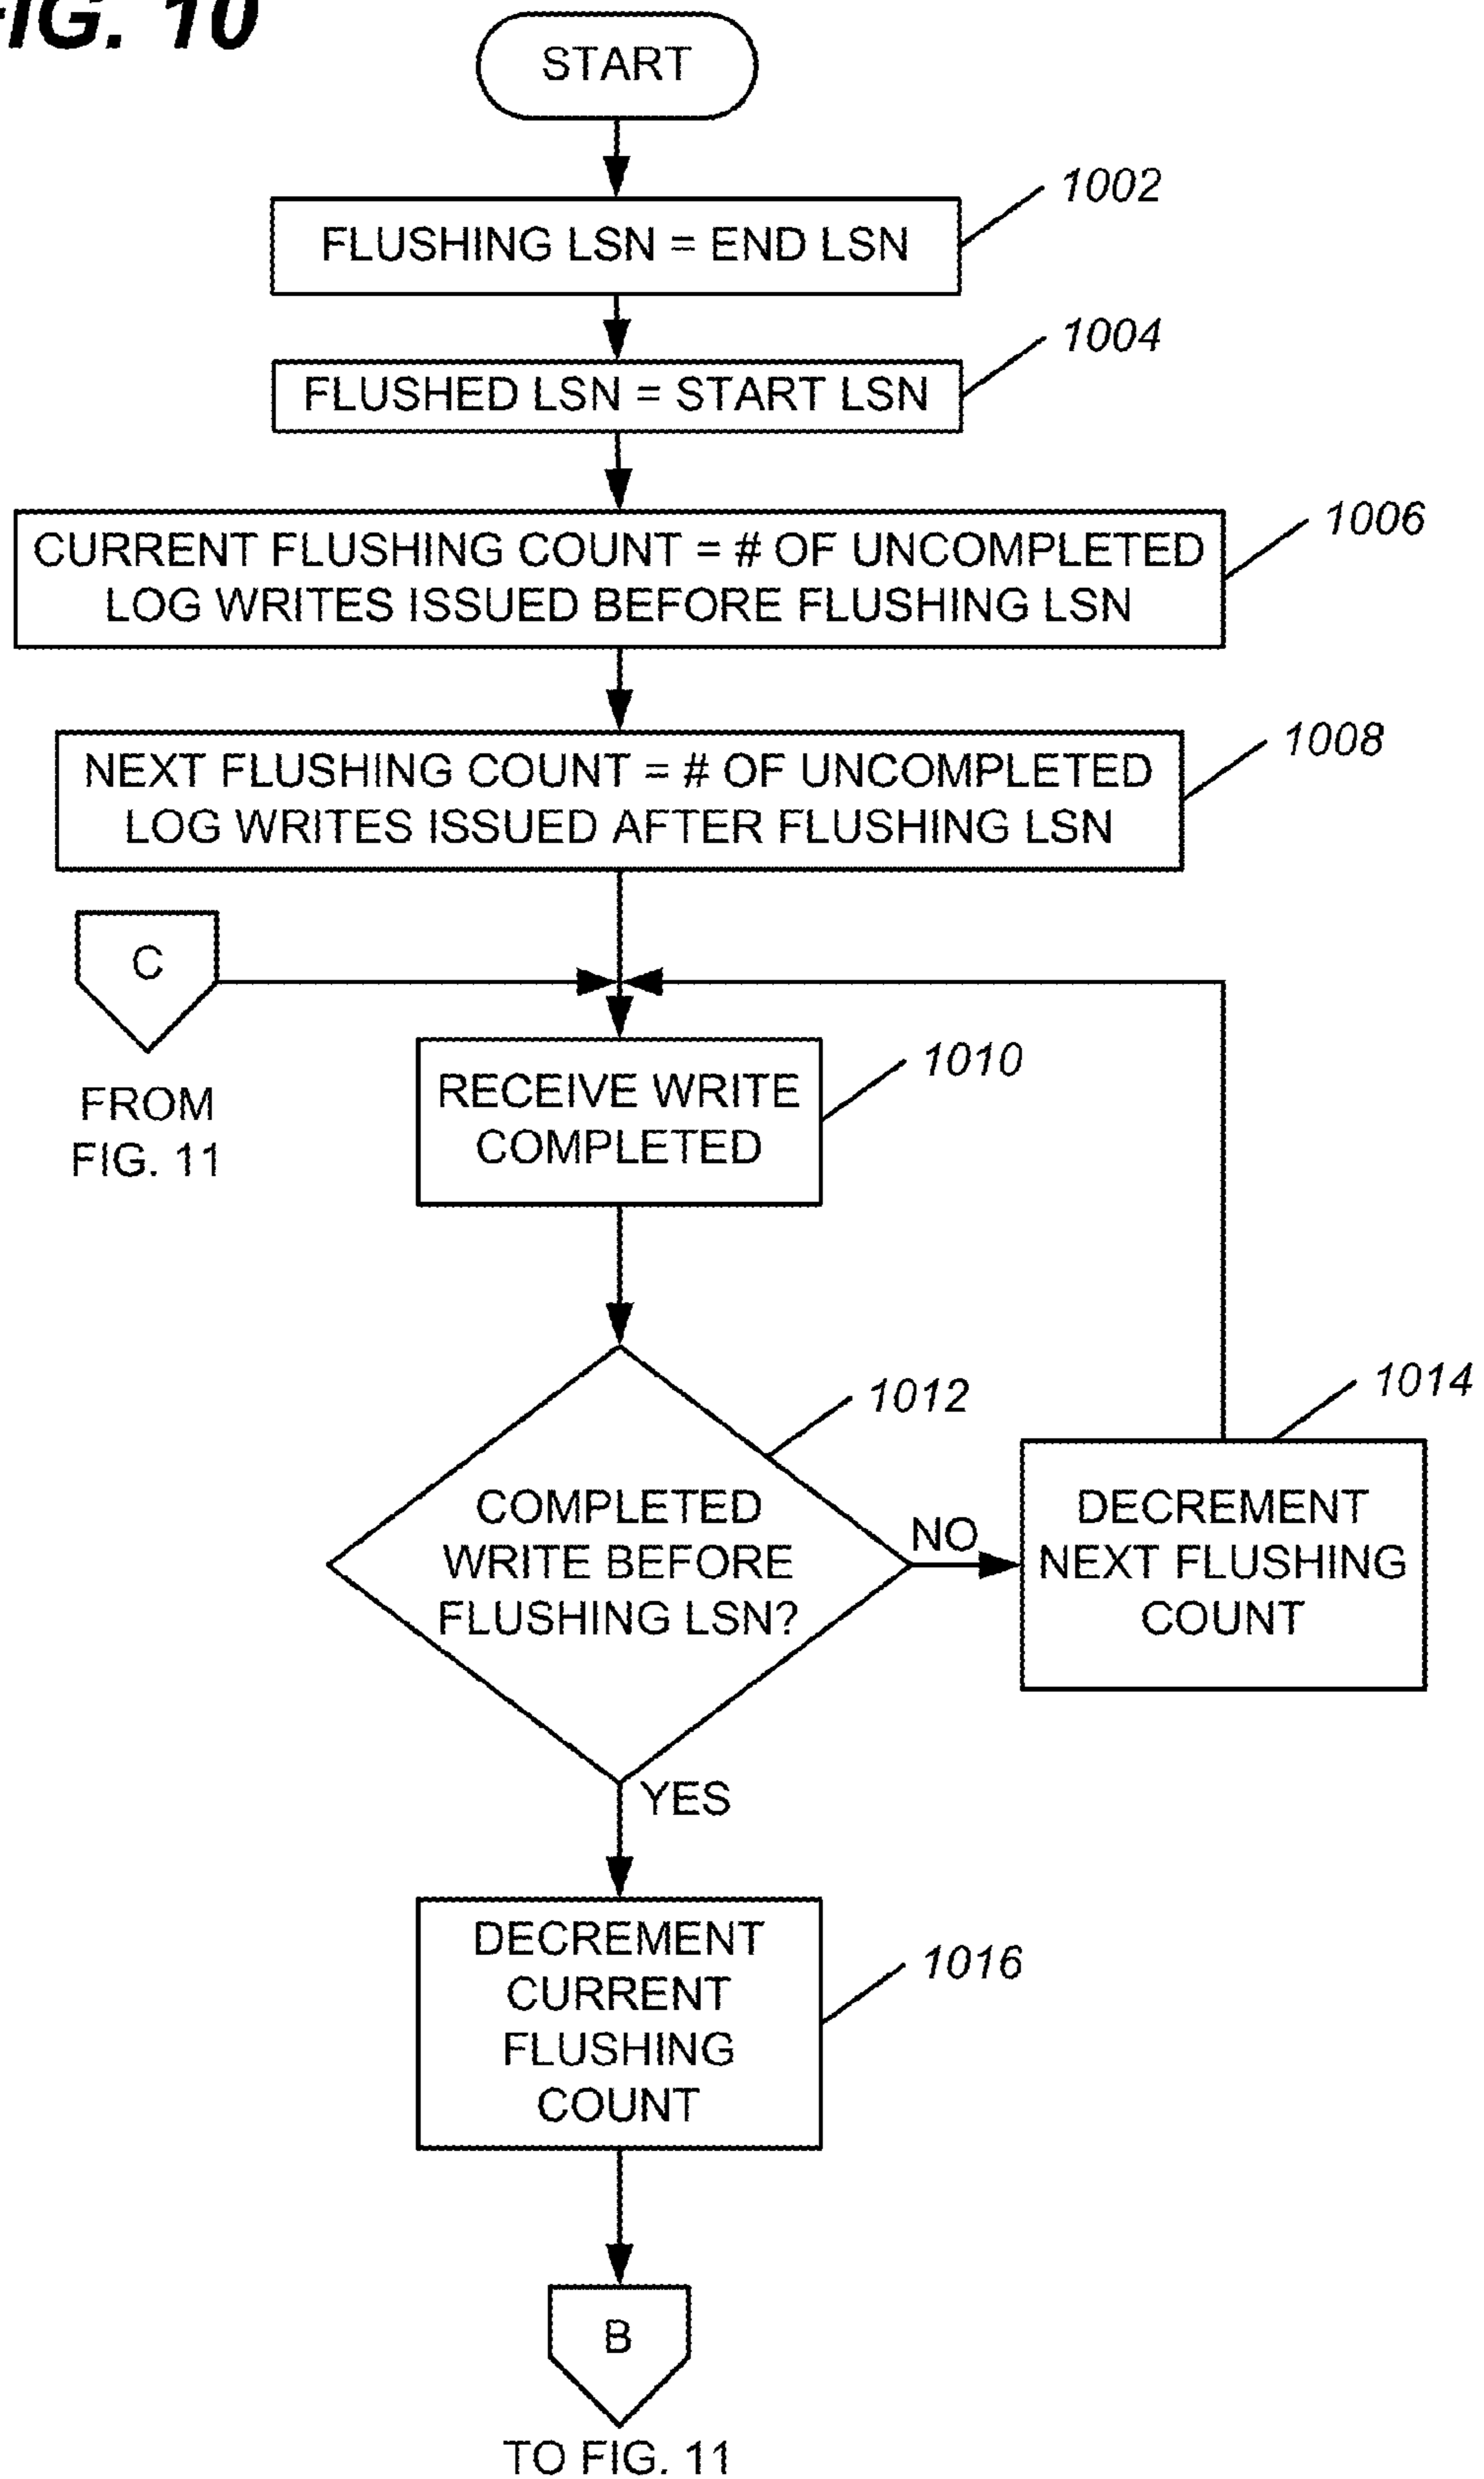 FIG. 10
START
1002
FLUSHING LSN = END LSN
1004
FLUSHED LSN = START LSN
1006
CURRENT FLUSHING COUNT = # OF UNCOMPLETED
LOG WRITES ISSUED BEFORE FLUSHING LSN
1008
NEXT FLUSHING COUNT = # OF UNCOMPLETED
LOG WRITES ISSUED AFTER FLUSHING LSN
C
FROM
FIG. 11
1010
RECEIVE WRITE
COMPLETED
1012
COMPLETED
WRITE BEFORE
FLUSHING LSN?
NO
1014
DECREMENT
NEXT FLUSHING
COUNT
YES
1016
DECREMENT
CURRENT
FLUSHING
COUNT
B
TO FIG. 11